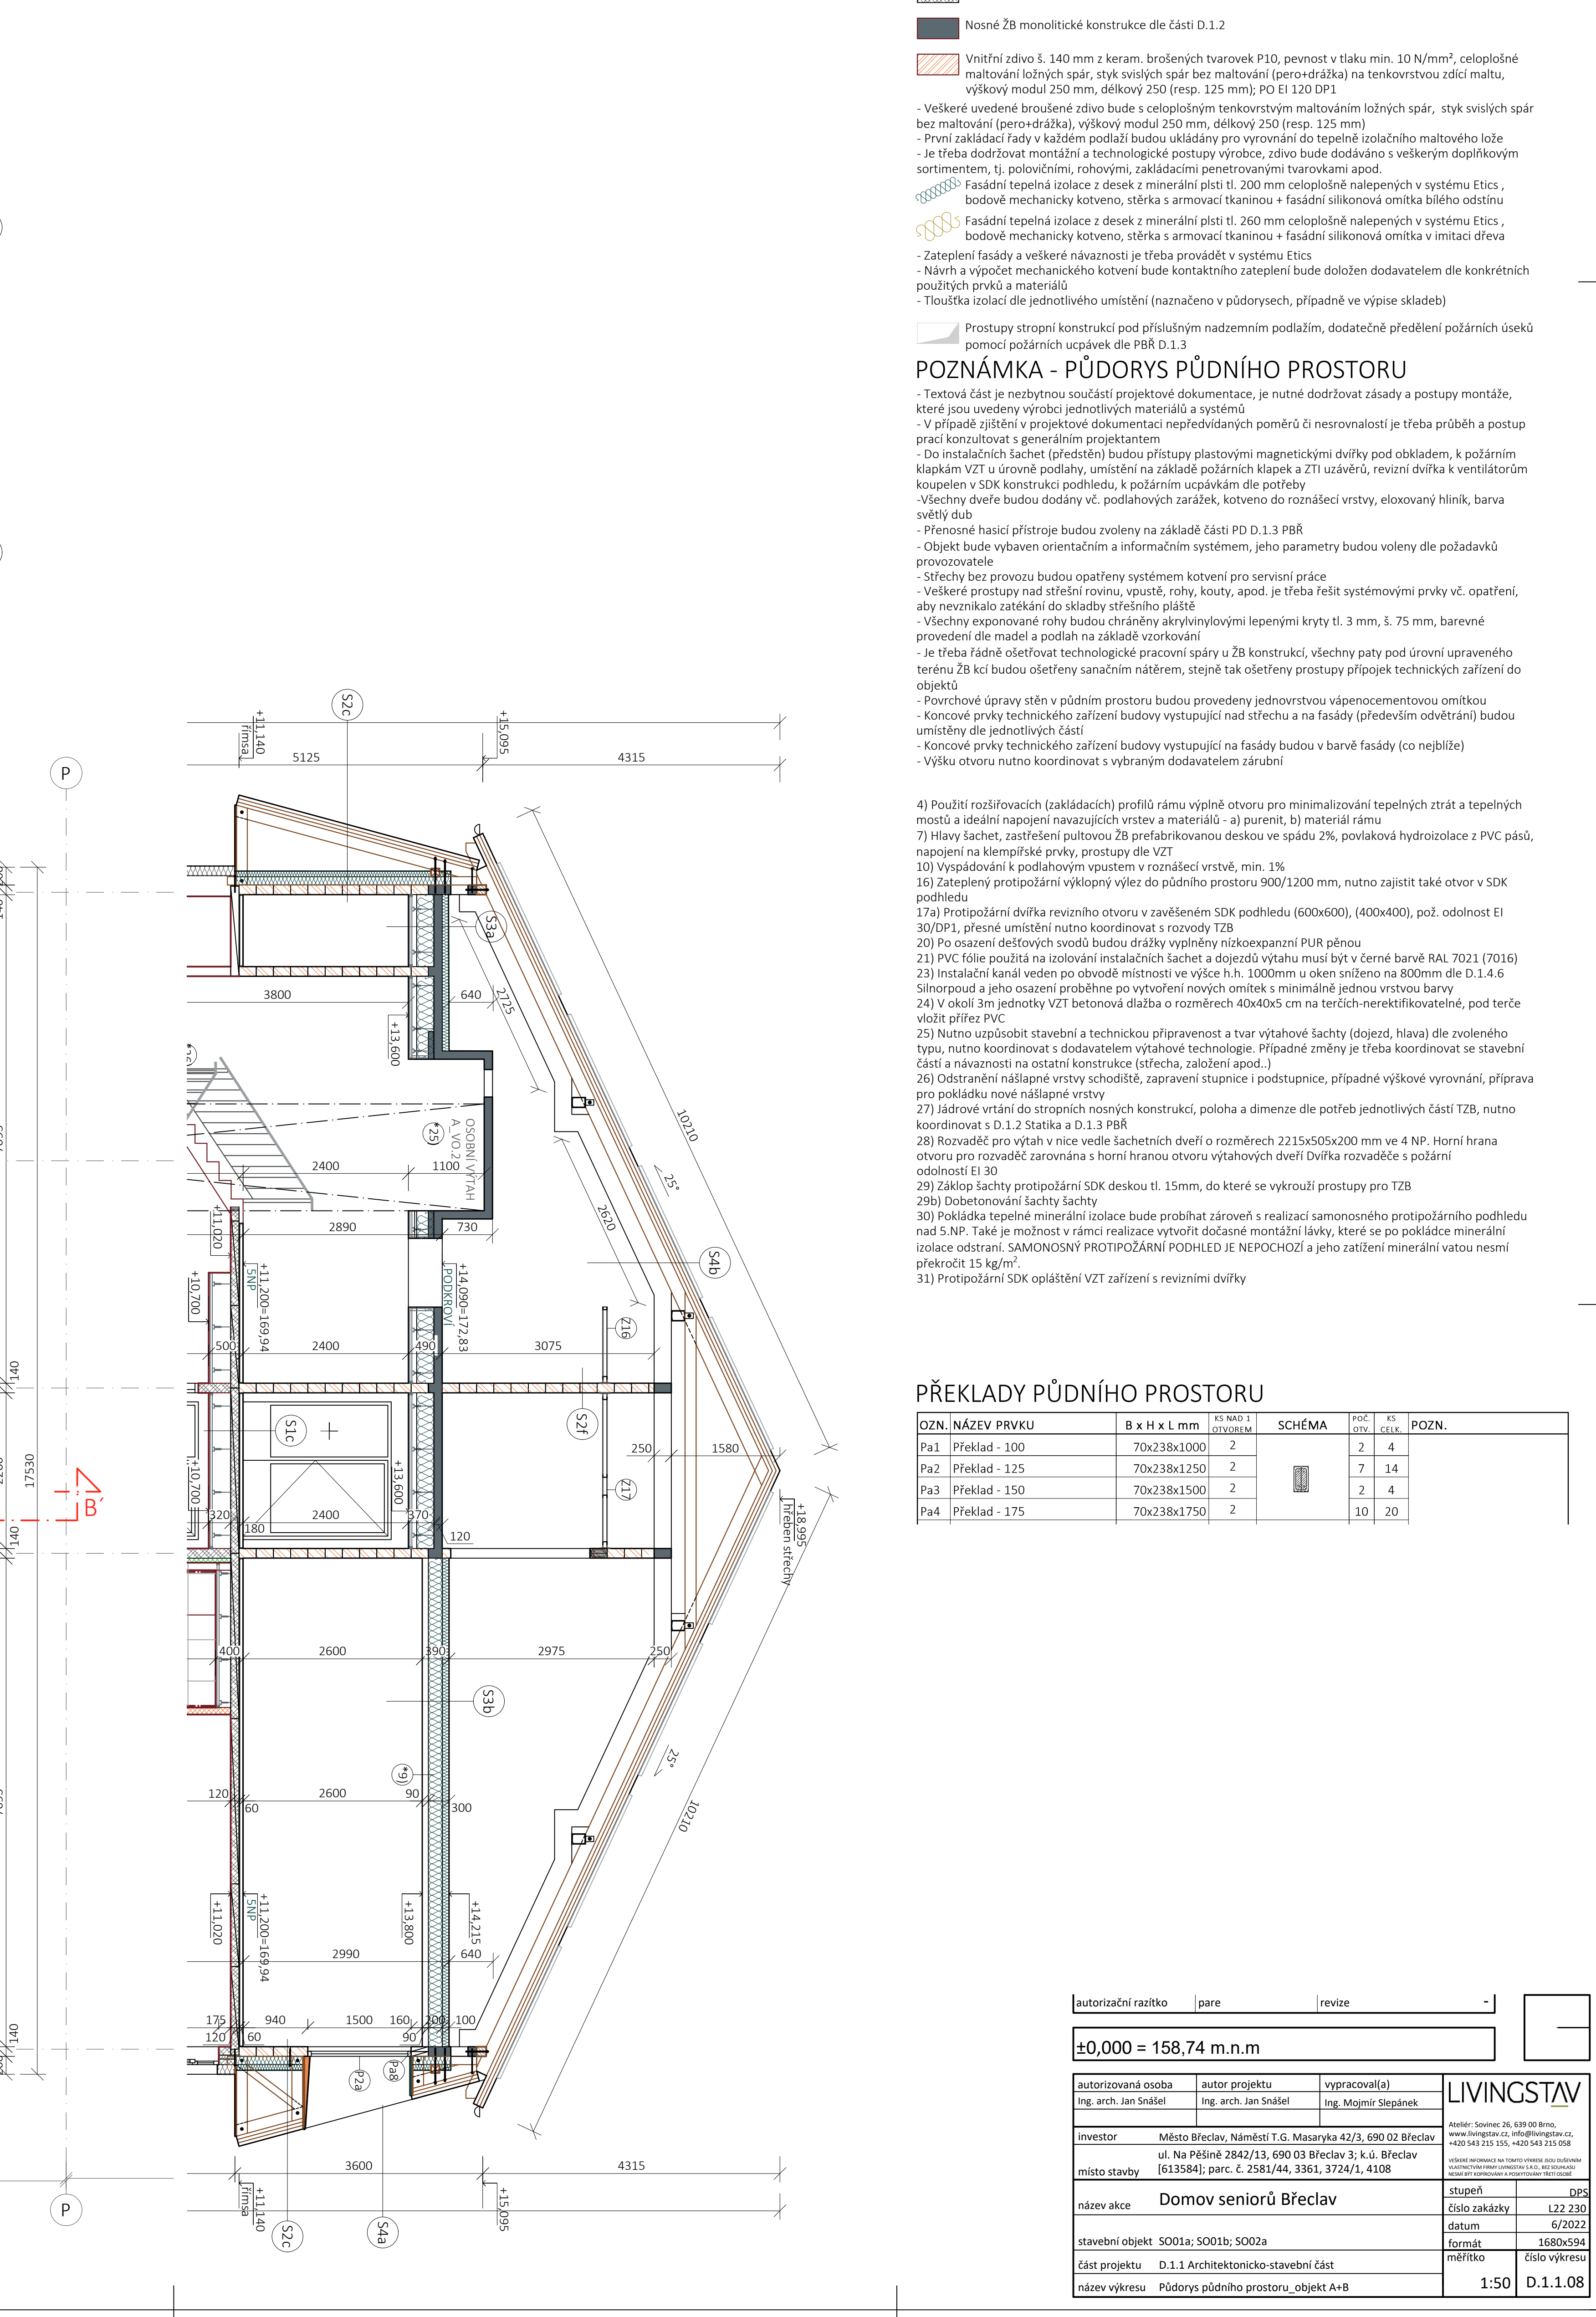 Nosné ŽB monolitické konstrukce dle části D.1.2
Vnitřní zdivo š. 140 mm z keram. brošených tvarovek P10, pevnost v tlaku min. 10 N/mm², celoplošné
maltování ložných spár, styk svislých spár bez maltování (pero+drážka) na tenkovrstvou zdící maltu,
výškový modul 250 mm, délkový 250 (resp. 125 mm); PO EI 120 DP1
- Veškeré uvedené broušené zdivo bude s celoplošným tenkovrstvým maltováním ložných spár, styk svislých spár
bez maltování (pero+drážka), výškový modul 250 mm, délkový 250 (resp. 125 mm)
- První zakládací řady v každém podlaží budou ukládány pro vyrovnání do tepelně izolačního maltového lože
- Je třeba dodržovat montážní a technologické postupy výrobce, zdivo bude dodáváno s veškerým doplňkovým
sortimentem, tj. polovičními, rohovými, zakládacími penetrovanými tvarovkami apod.
Fasádní tepelná izolace z desek z minerální plsti tl. 200 mm celoplošně nalepených v systému Etics ,
bodově mechanicky kotveno, stěrka s armovací tkaninou + fasádní silikonová omítka bílého odstínu
Fasádní tepelná izolace z desek z minerální plsti tl. 260 mm celoplošně nalepených v systému Etics ,
bodově mechanicky kotveno, stěrka s armovací tkaninou + fasádní silikonová omítka v imitaci dřeva
- Zateplení fasády a veškeré návaznosti je třeba provádět v systému Etics
- Návrh a výpočet mechanického kotvení bude kontaktního zateplení bude doložen dodavatelem dle konkrétních
použitých prvků a materiálů
- Tloušťka izolací dle jednotlivého umístění (naznačeno v půdorysech, případně ve výpise skladeb)
Prostupy stropní konstrukcí pod příslušným nadzemním podlažím, dodatečně předělení požárních úseků
pomocí požárních ucpávek dle PBŘ D.1.3
POZNÁMKA - PŮDORYS PŮDNÍHO PROSTORU
- Textová část je nezbytnou součástí projektové dokumentace, je nutné dodržovat zásady a postupy montáže,
které jsou uvedeny výrobci jednotlivých materiálů a systémů
- V případě zjištění v projektové dokumentaci nepředvídaných poměrů či nesrovnalostí je třeba průběh a postup
prací konzultovat s generálním projektantem
- Do instalačních šachet (předstěn) budou přístupy plastovými magnetickými dvířky pod obkladem, k požárním
klapkám VZT u úrovně podlahy, umístění na základě požárních klapek a ZTI uzávěrů, revizní dvířka k ventilátorům
koupelen v SDK konstrukci podhledu, k požárním ucpávkám dle potřeby
-Všechny dveře budou dodány vč. podlahových zarážek, kotveno do roznášecí vrstvy, eloxovaný hliník, barva
světlý dub
- Přenosné hasicí přístroje budou zvoleny na základě části PD D.1.3 PBŘ
- Objekt bude vybaven orientačním a informačním systémem, jeho parametry budou voleny dle požadavků
provozovatele
- Střechy bez provozu budou opatřeny systémem kotvení pro servisní práce
- Veškeré prostupy nad střešní rovinu, vpustě, rohy, kouty, apod. je třeba řešit systémovými prvky vč. opatření,
aby nevznikalo zatékání do skladby střešního pláště
- Všechny exponované rohy budou chráněny akrylvinylovými lepenými kryty tl. 3 mm, š. 75 mm, barevné
provedení dle madel a podlah na základě vzorkování
- Je třeba řádně ošetřovat technologické pracovní spáry u ŽB konstrukcí, všechny paty pod úrovní upraveného
terénu ŽB kcí budou ošetřeny sanačním nátěrem, stejně tak ošetřeny prostupy přípojek technických zařízení do
objektů
- Povrchové úpravy stěn v půdním prostoru budou provedeny jednovrstvou vápenocementovou omítkou
- Koncové prvky technického zařízení budovy vystupující nad střechu a na fasády (především odvětrání) budou
umístěny dle jednotlivých částí
- Koncové prvky technického zařízení budovy vystupující na fasády budou v barvě fasády (co nejblíže)
- Výšku otvoru nutno koordinovat s vybraným dodavatelem zárubní
4) Použití rozšiřovacích (zakládacích) profilů rámu výplně otvoru pro minimalizování tepelných ztrát a tepelných
mostů a ideální napojení navazujících vrstev a materiálů - a) purenit, b) materiál rámu
7) Hlavy šachet, zastřešení pultovou ŽB prefabrikovanou deskou ve spádu 2%, povlaková hydroizolace z PVC pásů,
napojení na klempířské prvky, prostupy dle VZT
10) Vyspádování k podlahovým vpustem v roznášecí vrstvě, min. 1%
16) Zateplený protipožární výklopný výlez do půdního prostoru 900/1200 mm, nutno zajistit také otvor v SDK
podhledu
17a) Protipožární dvířka revizního otvoru v zavěšeném SDK podhledu (600x600), (400x400), pož. odolnost EI
30/DP1, přesné umístění nutno koordinovat s rozvody TZB
20) Po osazení dešťových svodů budou drážky vyplněny nízkoexpanzní PUR pěnou
21) PVC fólie použitá na izolování instalačních šachet a dojezdů výtahu musí být v černé barvě RAL 7021 (7016)
23) Instalační kanál veden po obvodě místnosti ve výšce h.h. 1000mm u oken sníženo na 800mm dle D.1.4.6
Silnorpoud a jeho osazení proběhne po vytvoření nových omítek s minimálně jednou vrstvou barvy
24) V okolí 3m jednotky VZT betonová dlažba o rozměrech 40x40x5 cm na terčích-nerektifikovatelné, pod terče
vložit přířez PVC
25) Nutno uzpůsobit stavební a technickou připravenost a tvar výtahové šachty (dojezd, hlava) dle zvoleného
typu, nutno koordinovat s dodavatelem výtahové technologie. Případné změny je třeba koordinovat se stavební
částí a návaznosti na ostatní konstrukce (střecha, založení apod..)
26) Odstranění nášlapné vrstvy schodiště, zapravení stupnice i podstupnice, případné výškové vyrovnání, příprava
pro pokládku nové nášlapné vrstvy
27) Jádrové vrtání do stropních nosných konstrukcí, poloha a dimenze dle potřeb jednotlivých částí TZB, nutno
koordinovat s D.1.2 Statika a D.1.3 PBŘ
28) Rozvaděč pro výtah v nice vedle šachetních dveří o rozměrech 2215x505x200 mm ve 4 NP. Horní hrana
otvoru pro rozvaděč zarovnána s horní hranou otvoru výtahových dveří Dvířka rozvaděče s požární
odolností EI 30
29) Záklop šachty protipožární SDK deskou tl. 15mm, do které se vykrouží prostupy pro TZB
29b) Dobetonování šachty šachty
30) Pokládka tepelné minerální izolace bude probíhat zároveň s realizací samonosného protipožárního podhledu
nad 5.NP. Také je možnost v rámci realizace vytvořit dočasné montážní lávky, které se po pokládce minerální
izolace odstraní. SAMONOSNÝ PROTIPOŽÁRNÍ PODHLED JE NEPOCHOZÍ a jeho zatížení minerální vatou nesmí
překročit 15 kg/m².
31) Protipožární SDK opláštění VZT zařízení s revizními dvířky
PŘEKLADY PŮDNÍHO PROSTORU
OZN. NÁZEV PRVKU B x H x L mm KS NAD 1 OTVOREM SCHÉMA POČ. OTV. KS CELK. POZN.
Pa1 Překlad - 100 70x238x1000 2 2 4
Pa2 Překlad - 125 70x238x1250 2 7 14
Pa3 Překlad - 150 70x238x1500 2 2 4
Pa4 Překlad - 175 70x238x1750 2 10 20
S2c
+11,140
římsa
+15,095
5125
4315
P
S3a
3800
640
2725
+13,600
10210
25°
OSOBNÍ VÝTAH
A_VO.2
*25)
2400
1100
2620
+11,020
2890
730
S4b
+10,700
+11,200=169,94
5NP
+14,090=172,83
PODKROVÍ
Z16
500
2400
490
3075
140
S1c
S2f
250
1580
17530
+10,700
+13,600
Z17
B´
320
180
2400
370
120
140
+18,995
hřeben střechy
400
2600
390
2975
250
S3b
25°
*9)
120
60
2600
90
300
10210
+11,020
+11,200=169,94
5NP
+13,800
+14,215
2990
640
175
940
1500
160
200
100
120
60
90
140
P2a
Pa8
3600
4315
P
+11,140
římsa
+15,095
S2c
S4a
autorizační razítko pare revize -
±0,000 = 158,74 m.n.m
autorizovaná osoba autor projektu vypracoval(a)
Ing. arch. Jan Snášel Ing. arch. Jan Snášel Ing. Mojmír Slepánek
LIVINGSTAV
Ateliér: Sovinec 26, 639 00 Brno,
www.livingstav.cz, info@livingstav.cz,
+420 543 215 155, +420 543 215 058
VEŠKERÉ INFORMACE NA TOMTO VÝKRESE JSOU DUŠEVNÍM
VLASTNICTVÍM FIRMY LIVINGSTAV S.R.O., BEZ SOUHLASU
NESMÍ BÝT KOPÍROVÁNY A POSKYTOVÁNY TŘETÍ OSOBĚ
investor Město Břeclav, Náměstí T.G. Masaryka 42/3, 690 02 Břeclav
místo stavby ul. Na Pěšině 2842/13, 690 03 Břeclav 3; k.ú. Břeclav
[613584]; parc. č. 2581/44, 3361, 3724/1, 4108
název akce Domov seniorů Břeclav
stavební objekt SO01a; SO01b; SO02a
část projektu D.1.1 Architektonicko-stavební část
název výkresu Půdorys půdního prostoru_objekt A+B
stupeň DPS
číslo zakázky L22 230
datum 6/2022
formát 1680x594
měřítko číslo výkresu
1:50 D.1.1.08